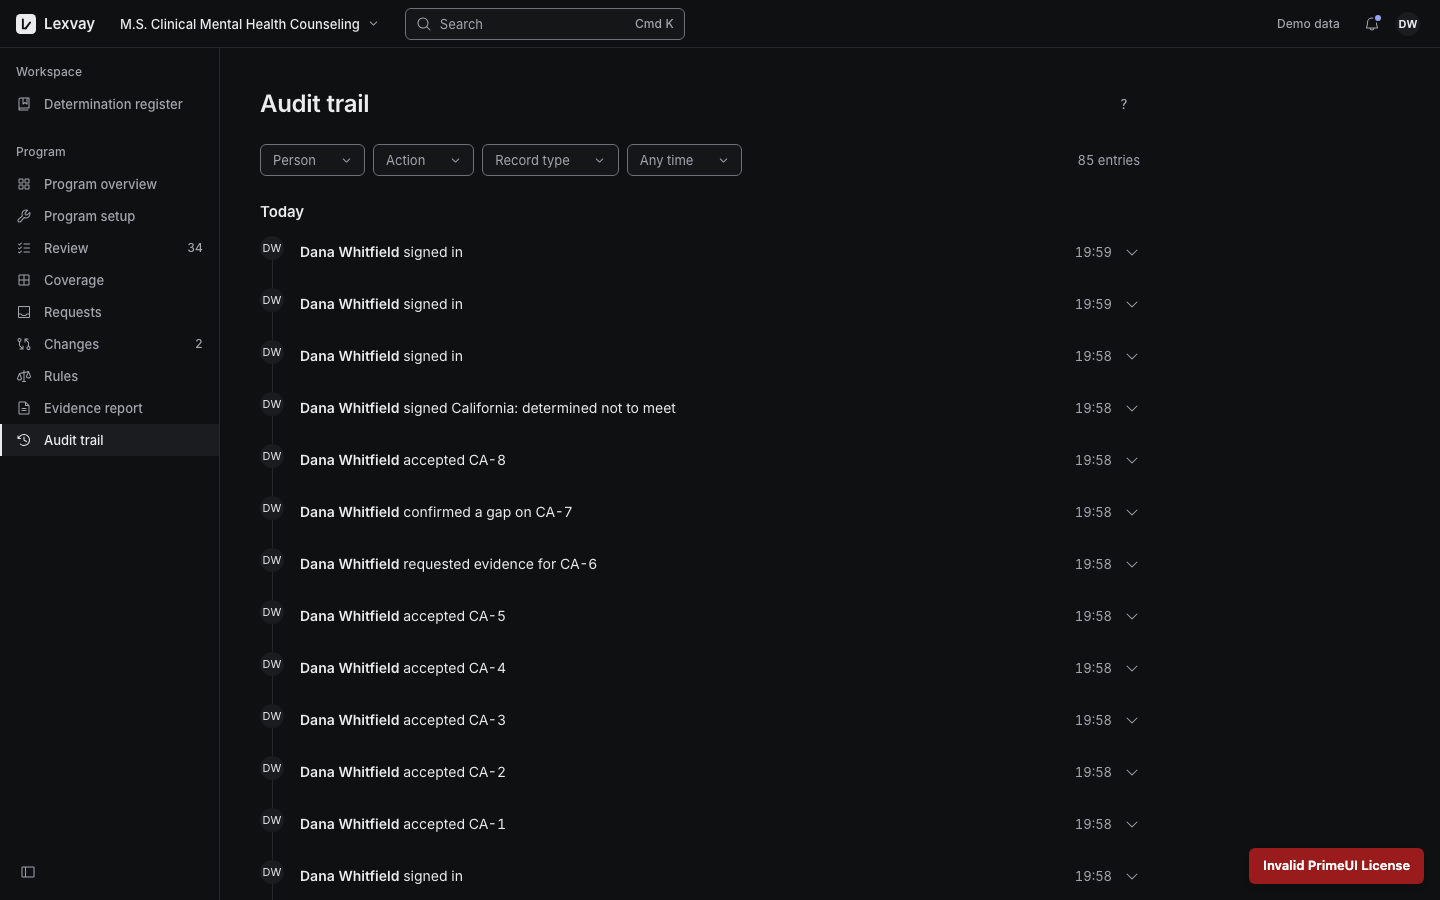 Lexvay
M.S. Clinical Mental Health Counseling
Search
Cmd K
Demo data
DW
Workspace
Determination register
Program
Program overview
Program setup
Review 34
Coverage
Requests
Changes 2
Rules
Evidence report
Audit trail
Audit trail
?
Person
Action
Record type
Any time
85 entries
Today
DW Dana Whitfield signed in 19:59
DW Dana Whitfield signed in 19:59
DW Dana Whitfield signed in 19:58
DW Dana Whitfield signed California: determined not to meet 19:58
DW Dana Whitfield accepted CA-8 19:58
DW Dana Whitfield confirmed a gap on CA-7 19:58
DW Dana Whitfield requested evidence for CA-6 19:58
DW Dana Whitfield accepted CA-5 19:58
DW Dana Whitfield accepted CA-4 19:58
DW Dana Whitfield accepted CA-3 19:58
DW Dana Whitfield accepted CA-2 19:58
DW Dana Whitfield accepted CA-1 19:58
DW Dana Whitfield signed in 19:58
Invalid PrimeUI License